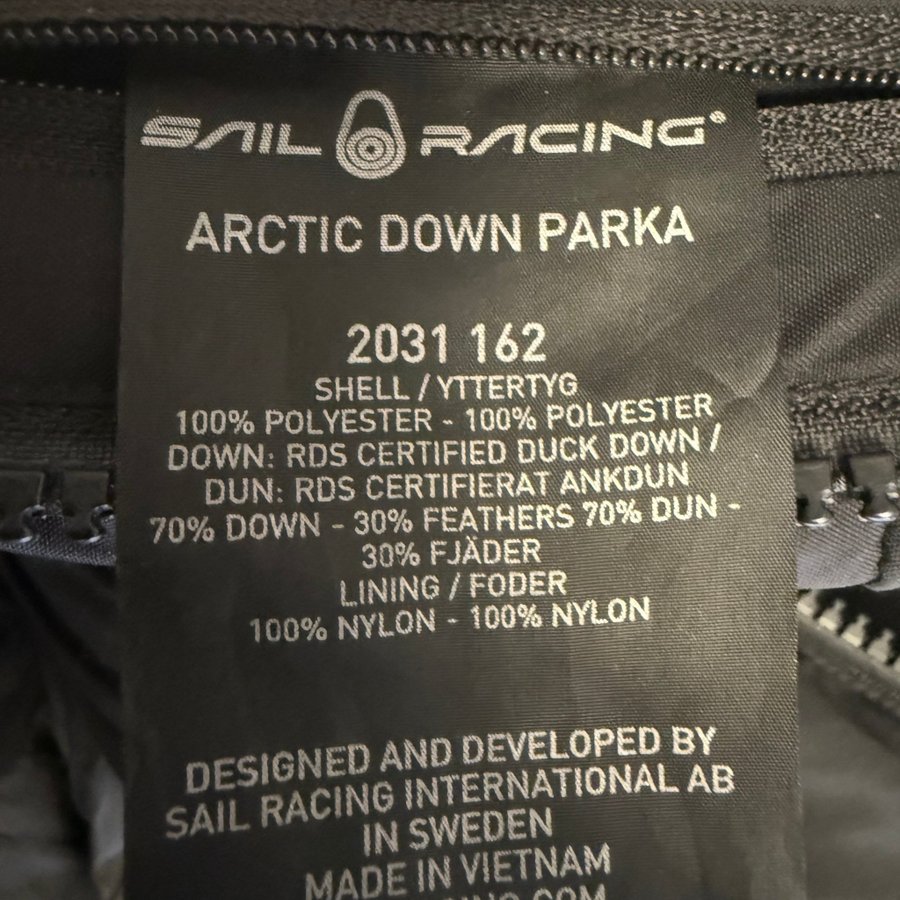 SAIL RACING®
ARCTIC DOWN PARKA
2031 162
SHELL / YTTERTYG
100% POLYESTER - 100% POLYESTER
DOWN: RDS CERTIFIED DUCK DOWN /
DUN: RDS CERTIFIERAT ANKDUN
70% DOWN - 30% FEATHERS 70% DUN -
30% FJÄDER
LINING / FODER
100% NYLON - 100% NYLON
DESIGNED AND DEVELOPED BY
SAIL RACING INTERNATIONAL AB
IN SWEDEN
MADE IN VIETNAM